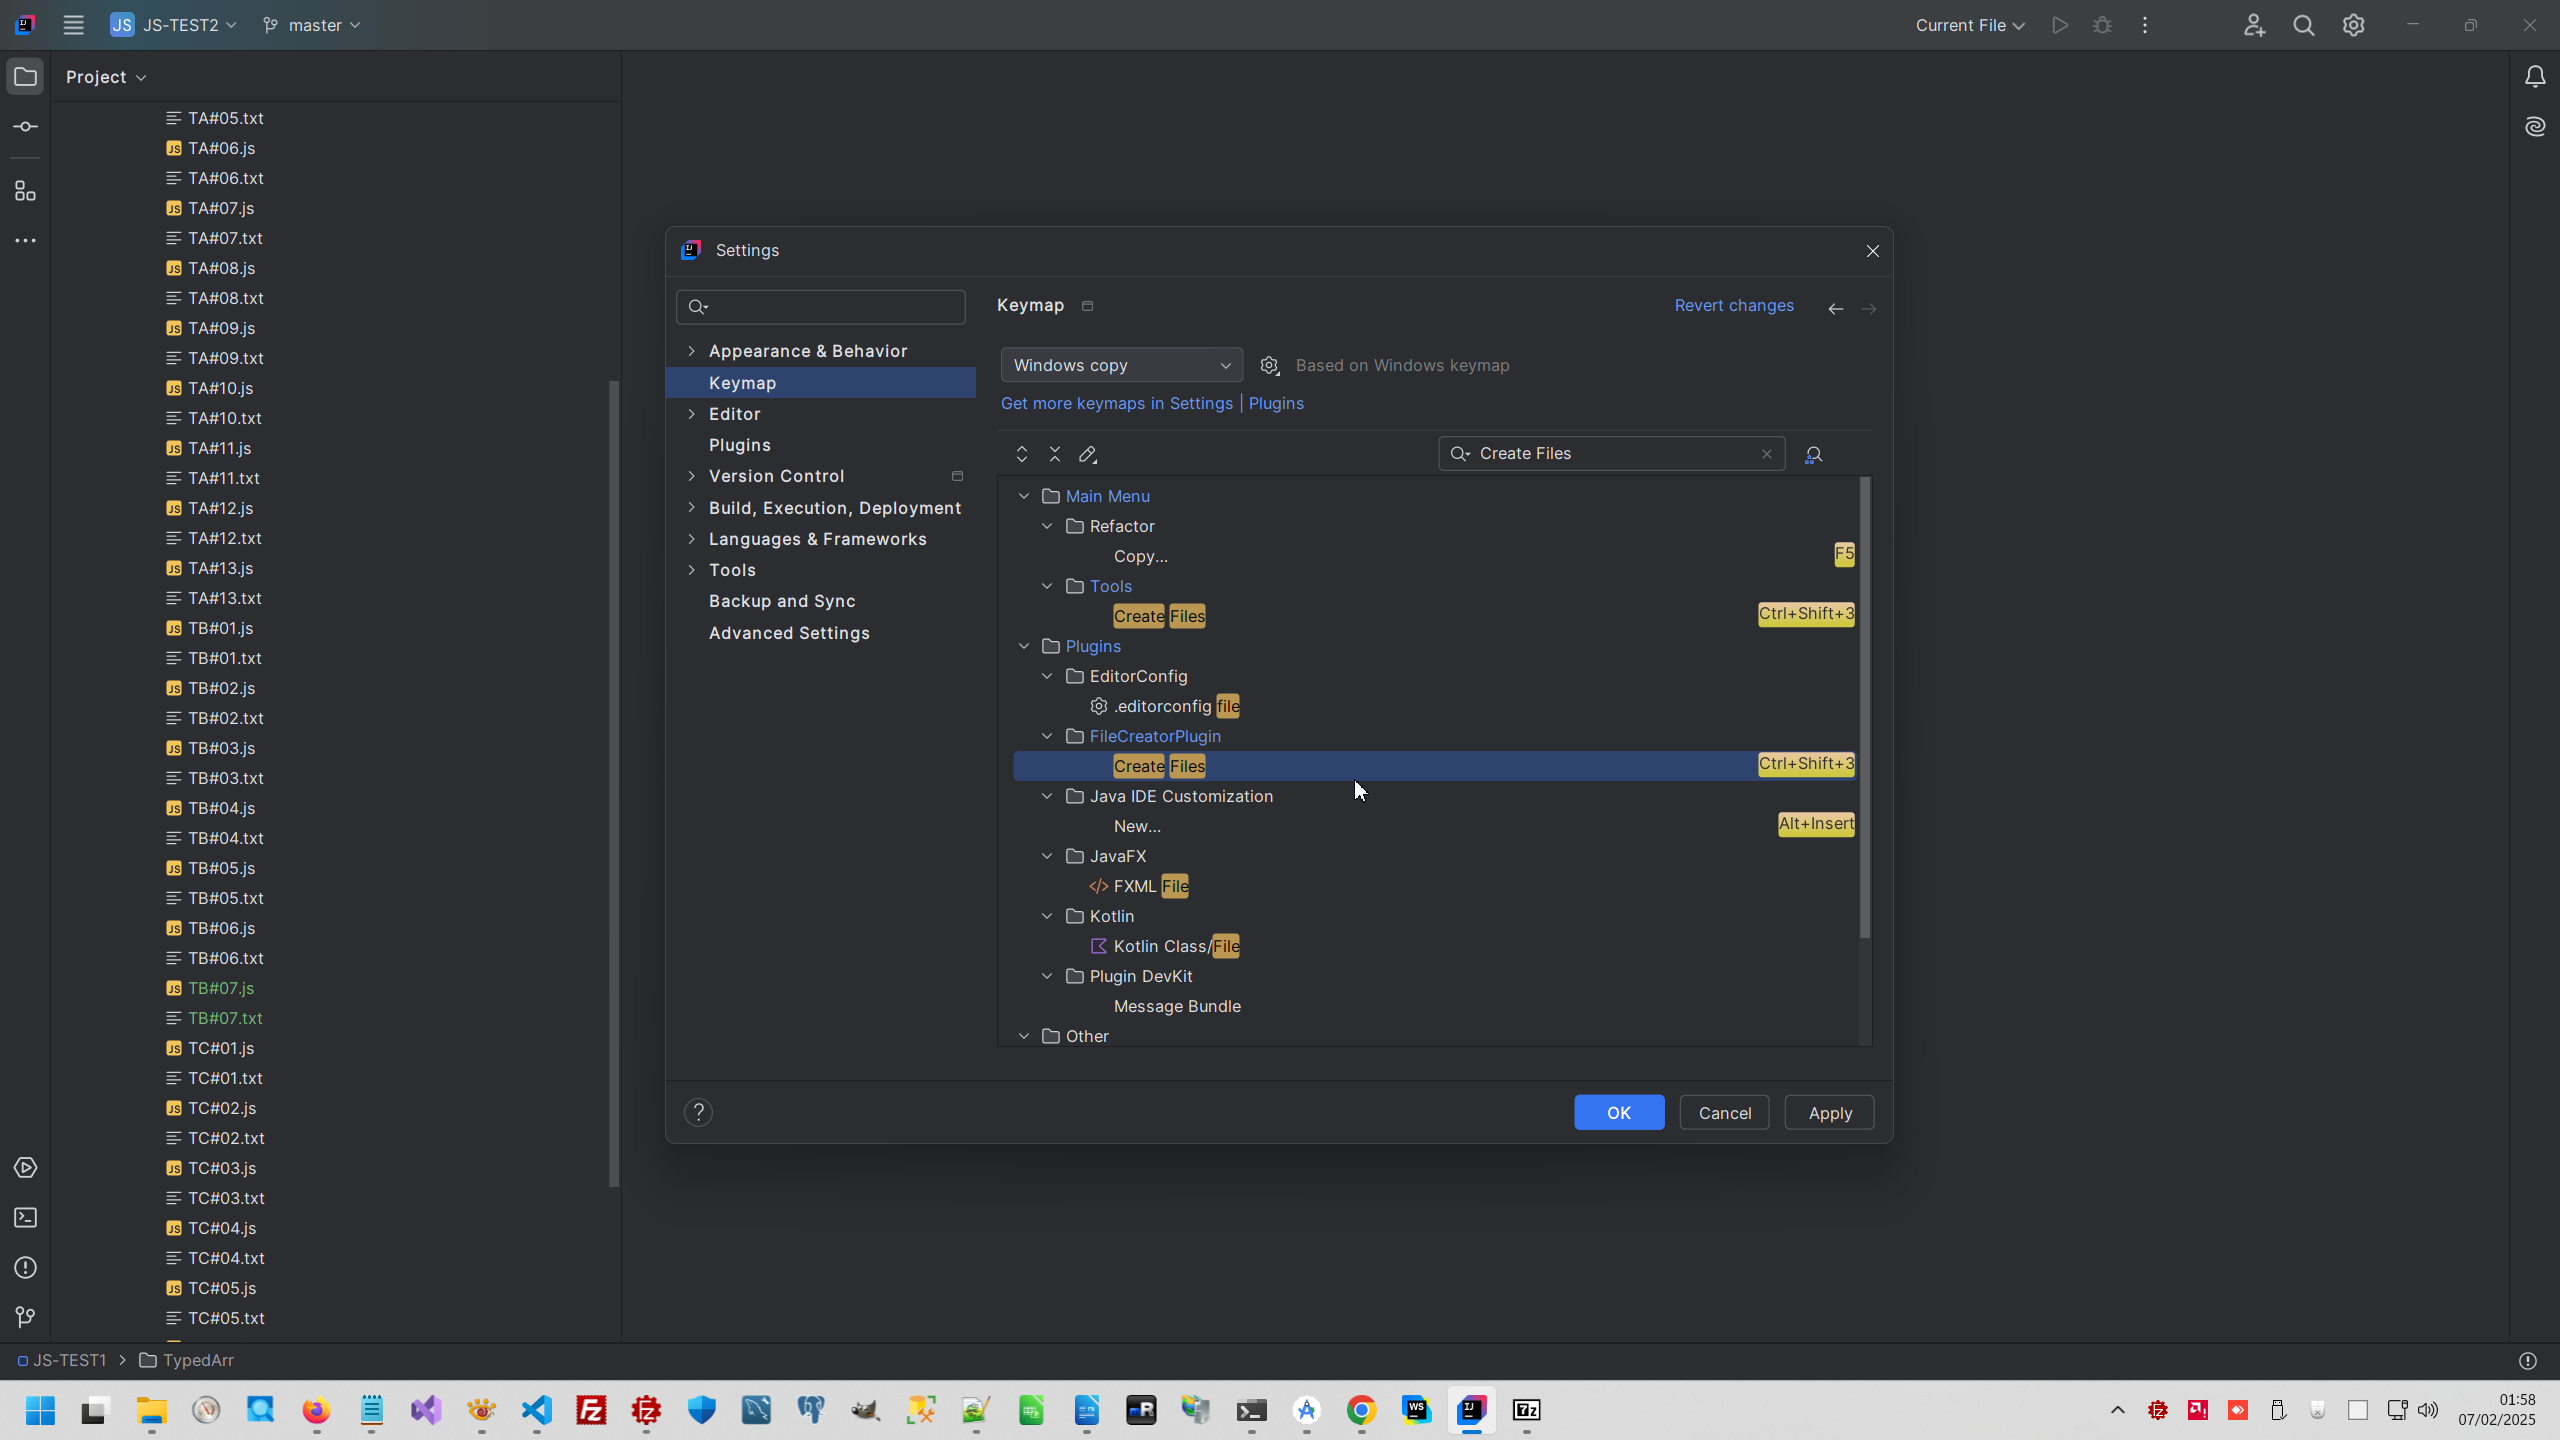 JS JS-TEST2 master Current File
Project
TA#05.txt
TA#06.js
TA#06.txt
TA#07.js
TA#07.txt
TA#08.js
TA#08.txt
TA#09.js
TA#09.txt
TA#10.js
TA#10.txt
TA#11.js
TA#11.txt
TA#12.js
TA#12.txt
TA#13.js
TA#13.txt
TB#01.js
TB#01.txt
TB#02.js
TB#02.txt
TB#03.js
TB#03.txt
TB#04.js
TB#04.txt
TB#05.js
TB#05.txt
TB#06.js
TB#06.txt
TB#07.js
TB#07.txt
TC#01.js
TC#01.txt
TC#02.js
TC#02.txt
TC#03.js
TC#03.txt
TC#04.js
TC#04.txt
TC#05.js
TC#05.txt
Settings
Appearance & Behavior
Keymap
Editor
Plugins
Version Control
Build, Execution, Deployment
Languages & Frameworks
Tools
Backup and Sync
Advanced Settings
Keymap Revert changes
Windows copy Based on Windows keymap
Get more keymaps in Settings | Plugins
Create Files
Main Menu
Refactor
Copy... F5
Tools
Create Files Ctrl+Shift+3
Plugins
EditorConfig
.editorconfig file
FileCreatorPlugin
Create Files Ctrl+Shift+3
Java IDE Customization
New... Alt+Insert
JavaFX
FXML File
Kotlin
Kotlin Class/File
Plugin DevKit
Message Bundle
Other
? OK Cancel Apply
JS-TEST1 TypedArr
01:58
07/02/2025